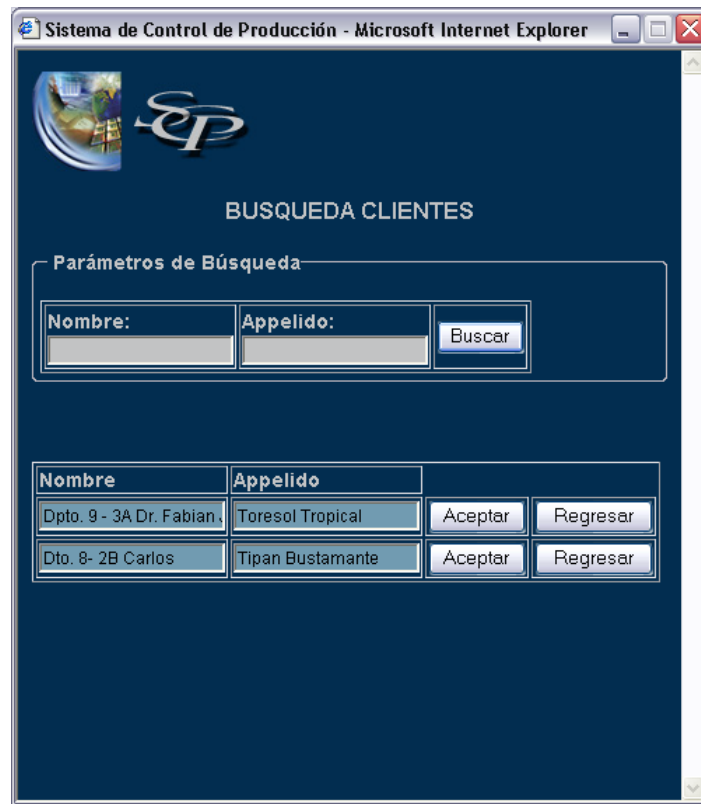 Sistema de Control de Producción - Microsoft Internet Explorer
SCP
BUSQUEDA CLIENTES
Parámetros de Búsqueda
Nombre: Appelido:
Buscar
Nombre Appelido
Dpto. 9 - 3A Dr. Fabian Toresol Tropical Aceptar Regresar
Dto. 8- 2B Carlos Tipan Bustamante Aceptar Regresar